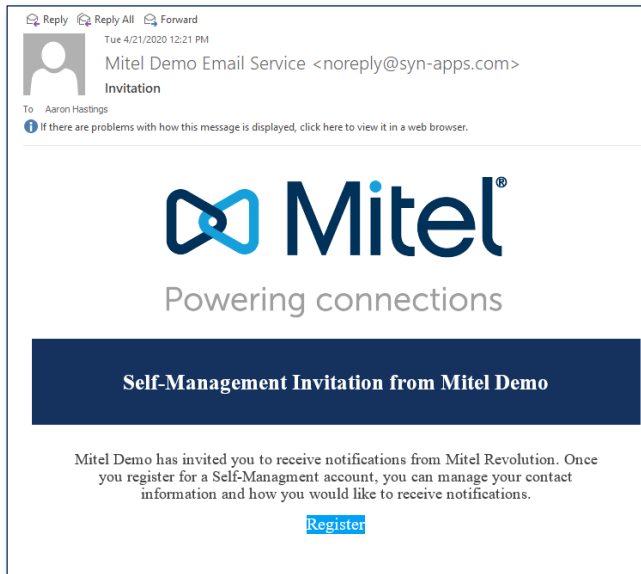 Reply Reply All Forward
Tue 4/21/2020 12:21 PM
Mitel Demo Email Service <noreply@syn-apps.com>
Invitation
To Aaron Hastings
If there are problems with how this message is displayed, click here to view it in a web browser.
Mitel®
Powering connections
Self-Management Invitation from Mitel Demo
Mitel Demo has invited you to receive notifications from Mitel Revolution. Once
you register for a Self-Managment account, you can manage your contact
information and how you would like to receive notifications.
Register